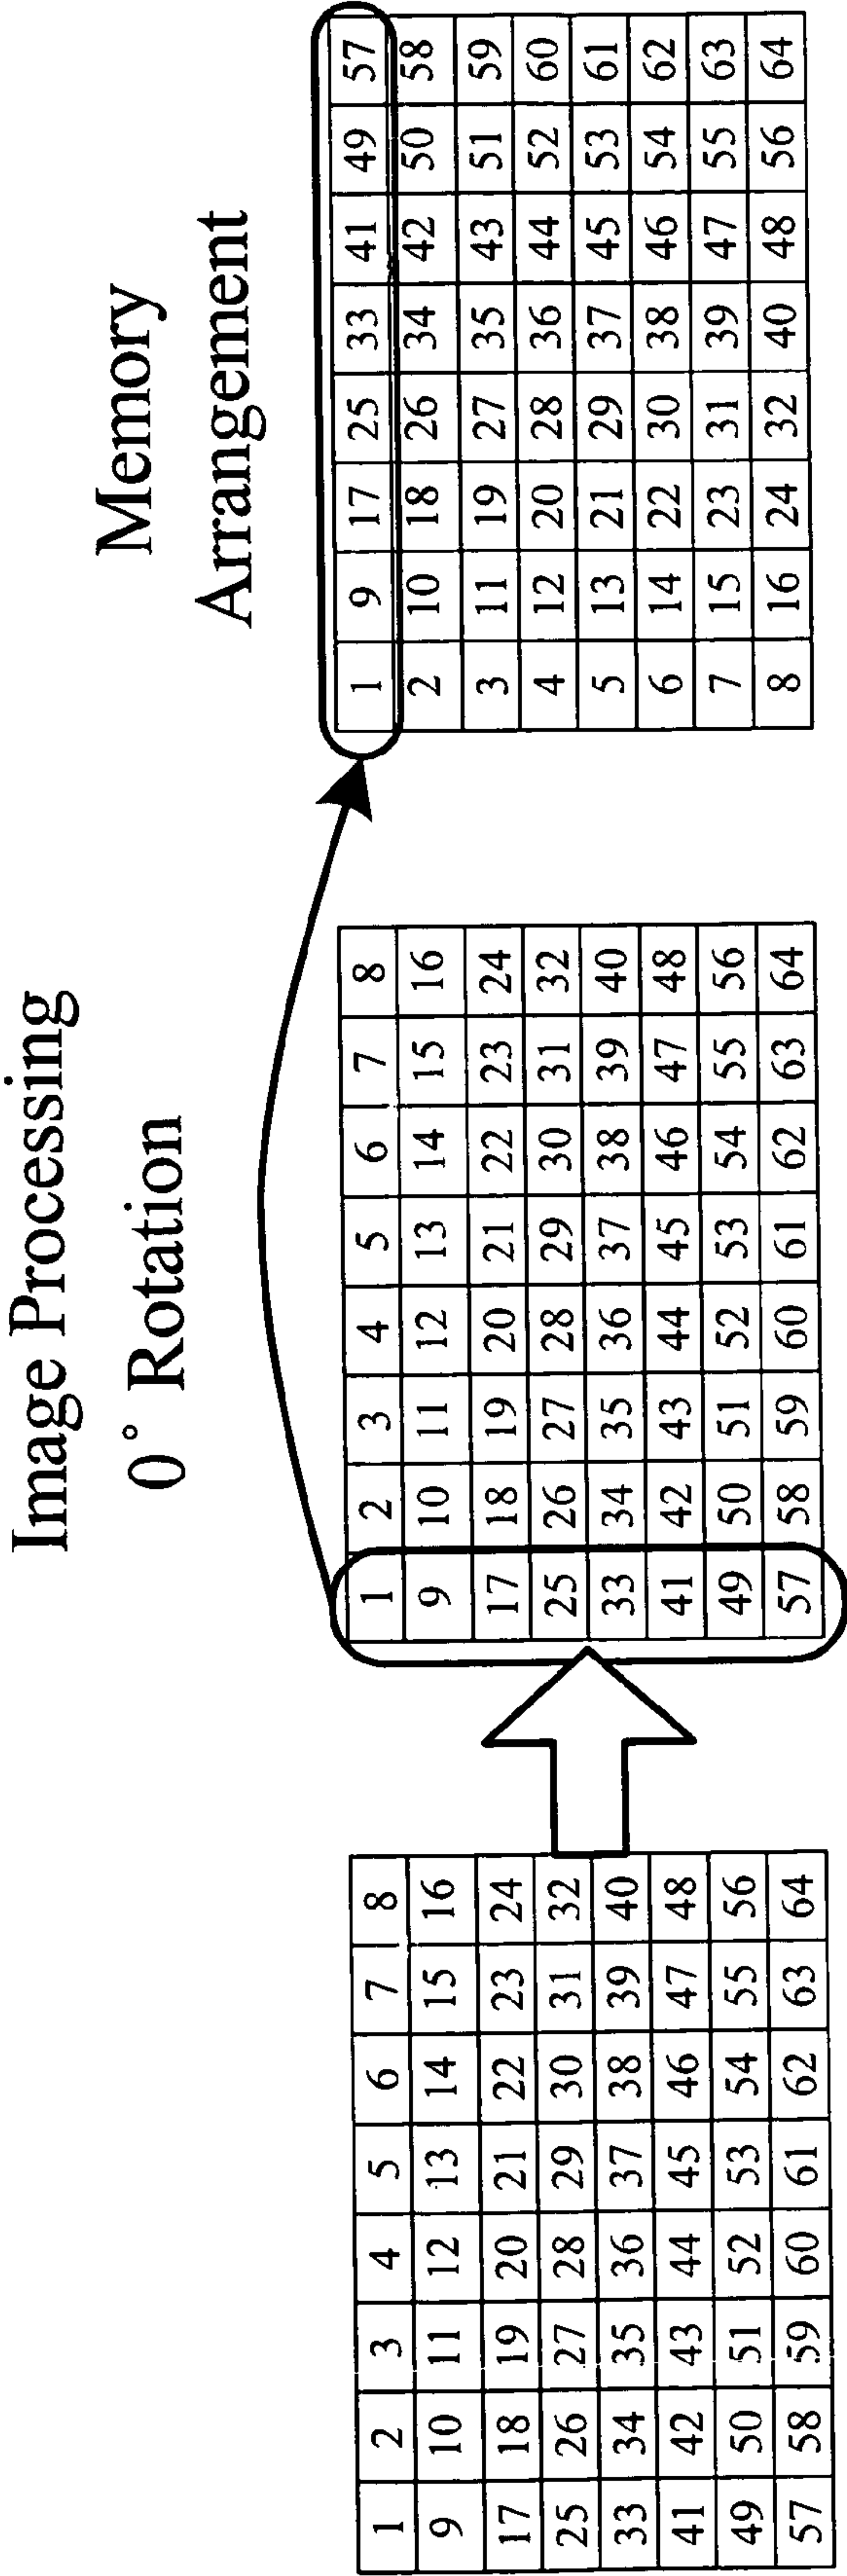 Image Processing
0° Rotation
Memory
Arrangement
1 2 3 4 5 6 7 8
9 10 11 12 13 14 15 16
17 18 19 20 21 22 23 24
25 26 27 28 29 30 31 32
33 34 35 36 37 38 39 40
41 42 43 44 45 46 47 48
49 50 51 52 53 54 55 56
57 58 59 60 61 62 63 64
1 2 3 4 5 6 7 8
9 10 11 12 13 14 15 16
17 18 19 20 21 22 23 24
25 26 27 28 29 30 31 32
33 34 35 36 37 38 39 40
41 42 43 44 45 46 47 48
49 50 51 52 53 54 55 56
57 58 59 60 61 62 63 64
1 9 17 25 33 41 49 57
2 10 18 26 34 42 50 58
3 11 19 27 35 43 51 59
4 12 20 28 36 44 52 60
5 13 21 29 37 45 53 61
6 14 22 30 38 46 54 62
7 15 23 31 39 47 55 63
8 16 24 32 40 48 56 64